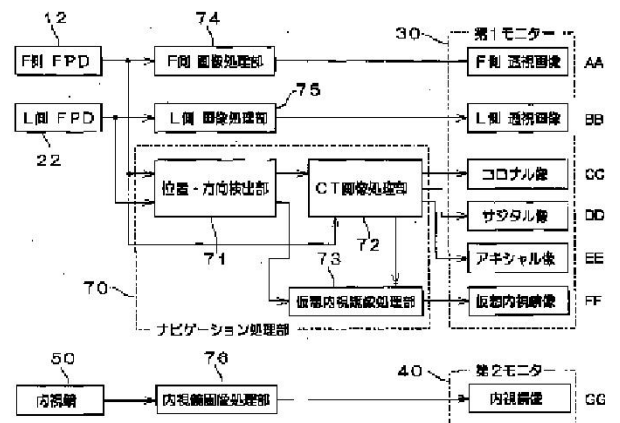 12
74
30
第1モニター
F側 FPD
F側 画像処理部
F側 透視画像
AA
75
L側 FPD
L側 画像処理部
L側 透視画像
BB
22
位置・方向検出部
CT画像処理部
コロナル像
CC
サジタル像
DD
71
72
73
アキシャル像
EE
70
仮想内視鏡像処理部
仮想内視鏡像
FF
ナビゲーション処理部
50
76
40
第2モニター
内視鏡
内視鏡画像処理部
内視鏡像
GG